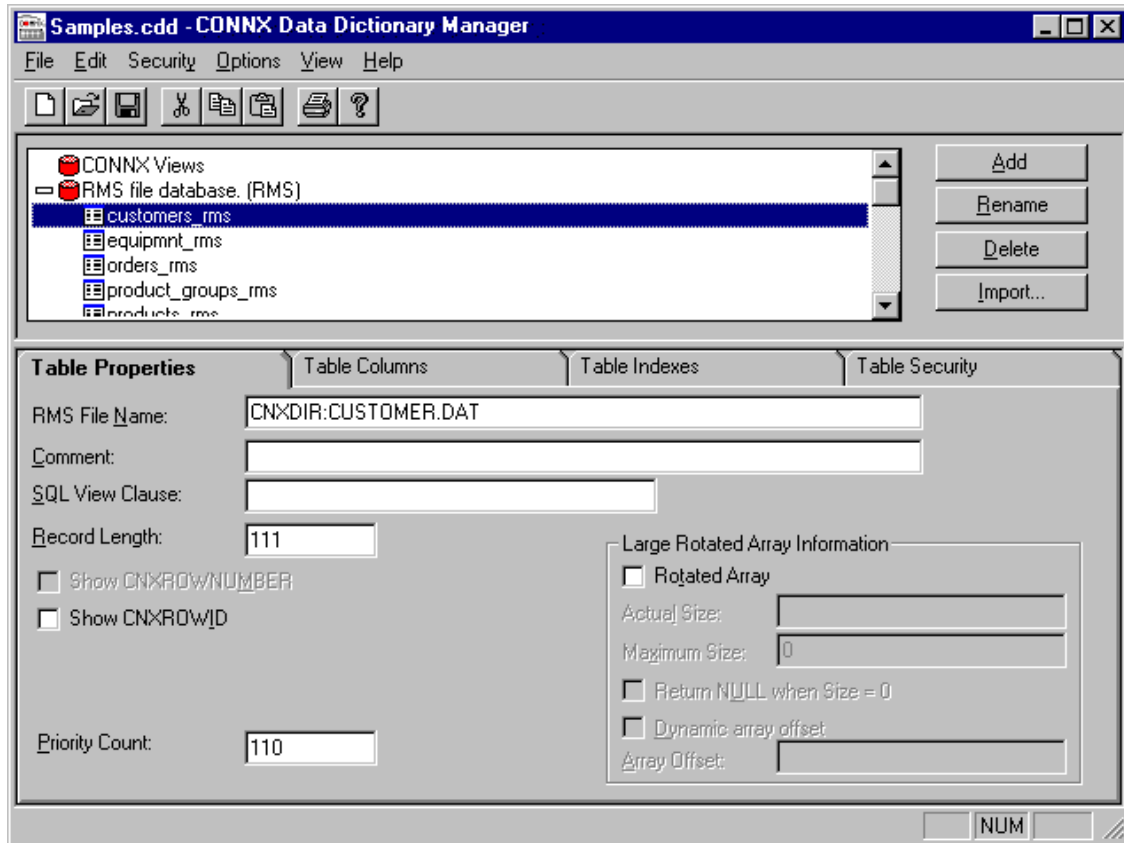 Samples.cdd - CONNX Data Dictionary Manager
File Edit Security Options View Help
CONNX Views
Add
RMS file database. (RMS)
customers_rms
Rename
equipmnt_rms
orders_rms
Delete
product_groups_rms
Import...
products_rms
Table Properties Table Columns Table Indexes Table Security
RMS File Name: CNXDIR:CUSTOMER.DAT
Comment:
SQL View Clause:
Record Length: 111
Large Rotated Array Information
Show CNXROWNUMBER
Rotated Array
Show CNXROWID
Actual Size:
Maximum Size: 0
Return NULL when Size = 0
Dynamic array offset
Priority Count: 110
Array Offset:
NUM